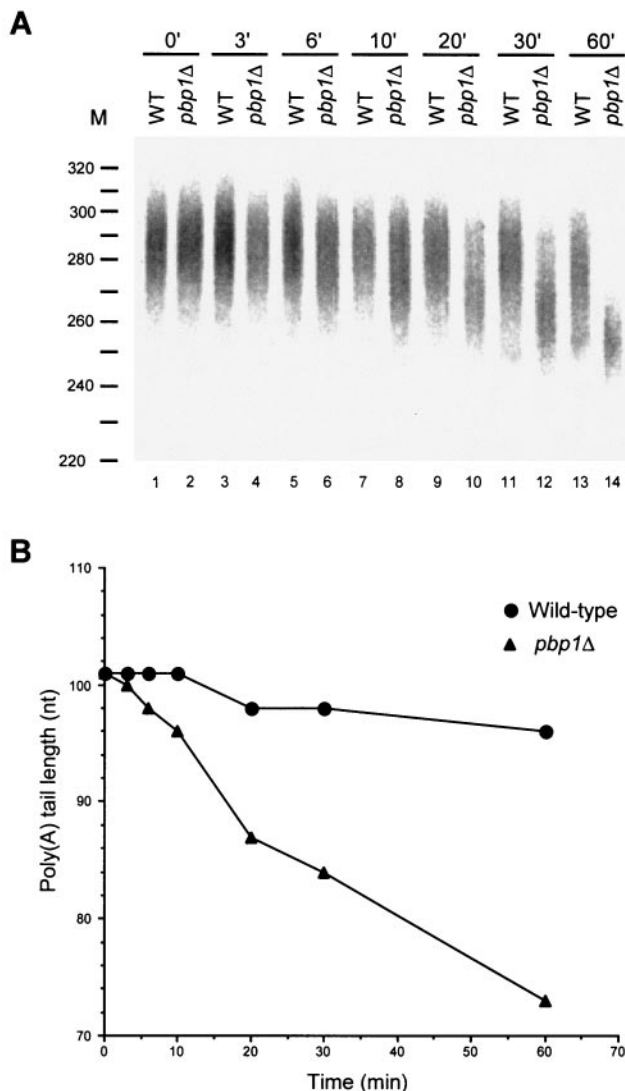 A
0' 3' 6' 10' 20' 30' 60'
M WT pbp1Δ WT pbp1Δ WT pbp1Δ WT pbp1Δ WT pbp1Δ WT pbp1Δ WT pbp1Δ
320
300
280
260
240
220
1 2 3 4 5 6 7 8 9 10 11 12 13 14
B
110
Wild-type
pbp1Δ
100
90
80
70
0 10 20 30 40 50 60 70
Poly(A) tail length (nt)
Time (min)